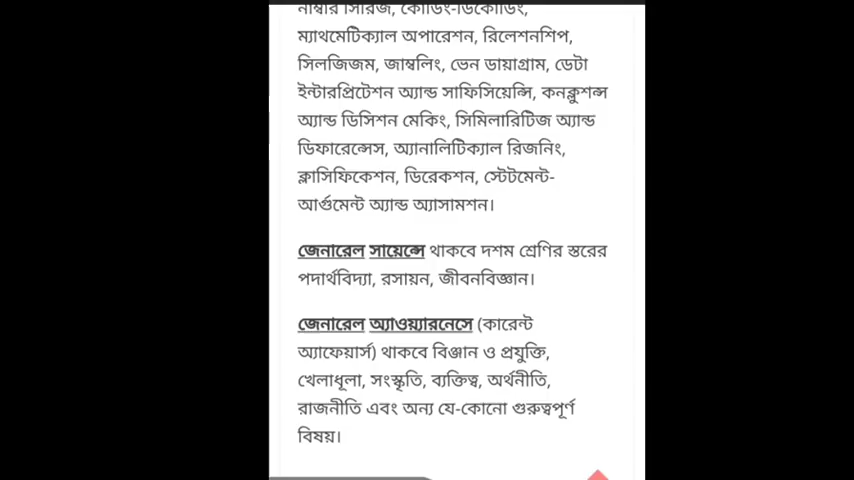 নাম্বার সিরিজ, কোডিং-ডিকোডিং,
ম্যাথমেটিক্যাল অপারেশন, রিলেশনশিপ,
সিলজিজম, জাম্বলিং, ভেন ডায়াগ্রাম, ডেটা
ইন্টারপ্রিটেশন অ্যান্ড সাফিসিয়েন্সি, কনক্লুশন্স
অ্যান্ড ডিসিশন মেকিং, সিমিলারিটিজ অ্যান্ড
ডিফারেন্সেস, অ্যানালিটিক্যাল রিজনিং,
ক্লাসিফিকেশন, ডিরেকশন, স্টেটমেন্ট-
আর্গুমেন্ট অ্যান্ড অ্যাসামশন।
জেনারেল সায়েন্সে থাকবে দশম শ্রেণির স্তরের
পদার্থবিদ্যা, রসায়ন, জীবনবিজ্ঞান।
জেনারেল অ্যাওয়্যারনেসে (কারেন্ট
অ্যাফেয়ার্স) থাকবে বিঞ্জান ও প্রযুক্তি,
খেলাধূলা, সংস্কৃতি, ব্যক্তিত্ব, অর্থনীতি,
রাজনীতি এবং অন্য যে-কোনো গুরুত্বপূর্ণ
বিষয়।